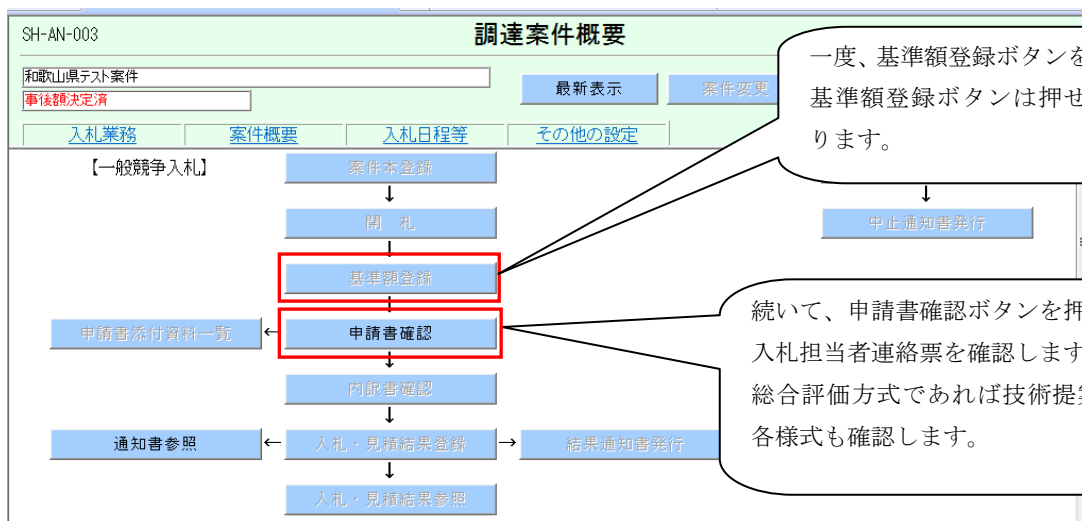 SH-AN-003
調達案件概要
和歌山県テスト案件
事後額決定済
最新表示
案件変更
入札業務
案件概要
入札日程等
その他の設定
一度、基準額登録ボタンを
基準額登録ボタンは押せ
ります。
【一般競争入札】
案件本登録
↓
開 札
↓
中止通知書発行
↓
基準額登録
申請書添付資料一覧
←
申請書確認
続いて、申請書確認ボタンを押
入札担当者連絡票を確認します
総合評価方式であれば技術提案
各様式も確認します。
↓
内訳書確認
↓
通知書参照
←
入札・見積結果登録
→
結果通知書発行
↓
入札・見積結果参照